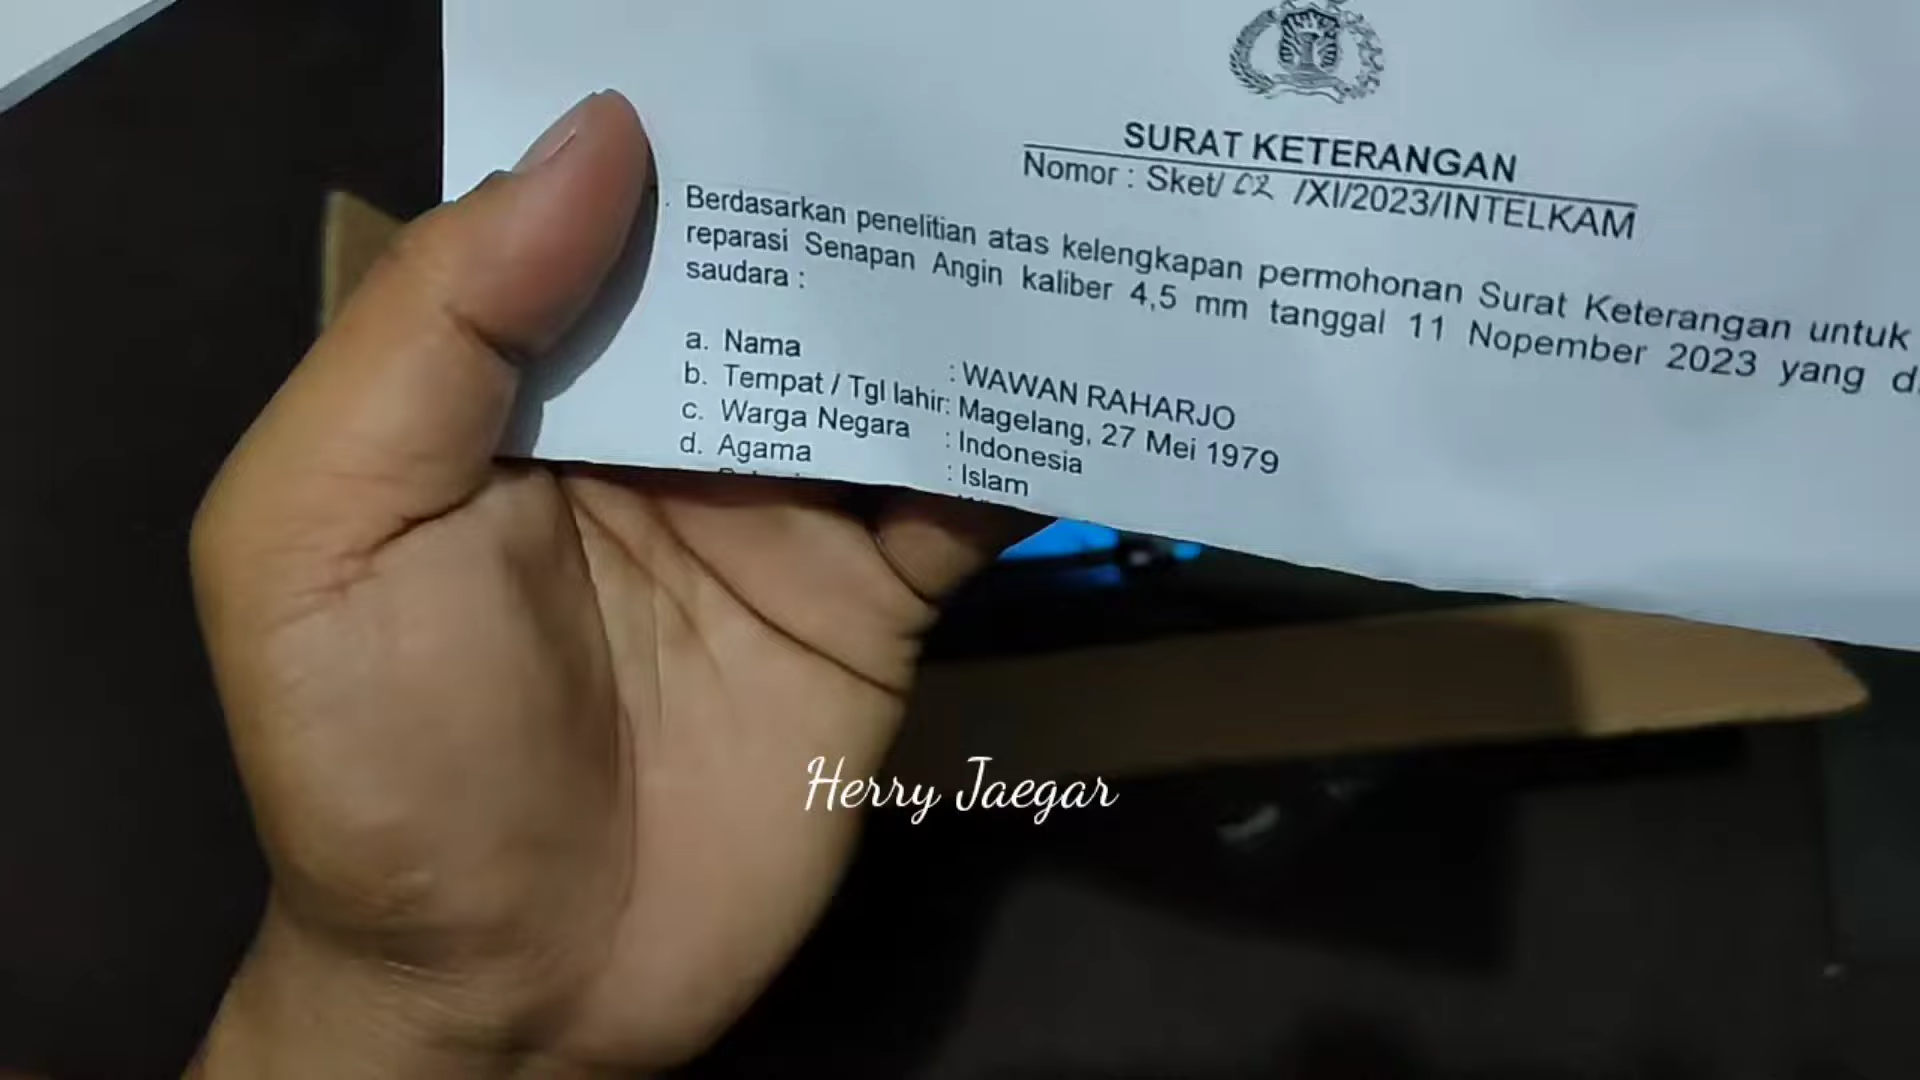 SURAT KETERANGAN
Nomor : Sket/ 02 /XI/2023/INTELKAM
Berdasarkan penelitian atas kelengkapan permohonan Surat Keterangan untuk
reparasi Senapan Angin kaliber 4,5 mm tanggal 11 Nopember 2023 yang
saudara :
a. Nama : WAWAN RAHARJO
b. Tempat / Tgl lahir: Magelang, 27 Mei 1979
c. Warga Negara : Indonesia
d. Agama : Islam
Herry Jaegar